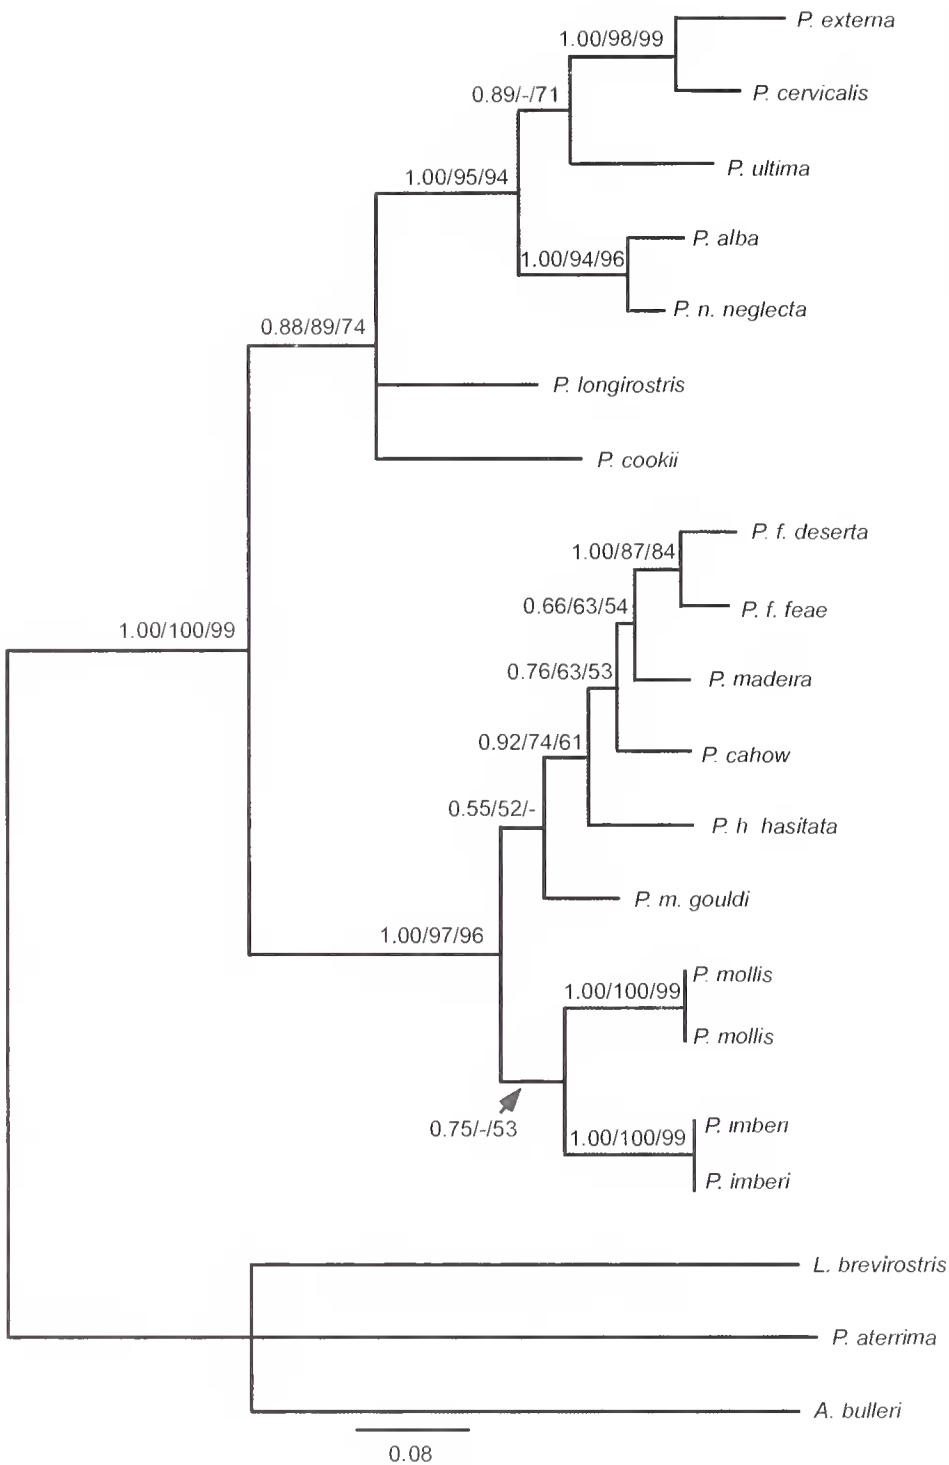 P. externa
1.00/98/99
P. cervicalis
0.89/-/71
P. ultima
1.00/95/94
P. alba
1.00/94/96
P. n. neglecta
0.88/89/74
P. longirostris
P. cookii
P. f. deserta
1.00/87/84
P. f. feae
0.66/63/54
1.00/100/99
0.76/63/53
P. madeira
0.92/74/61
P. cahow
0.55/52/-
P. h hasitata
P. m. gouldi
1.00/97/96
P. mollis
1.00/100/99
P. mollis
0.75/-/53
P. imberi
1.00/100/99
P. imberi
L. brevirostris
P. aterrima
A. bulleri
0.08